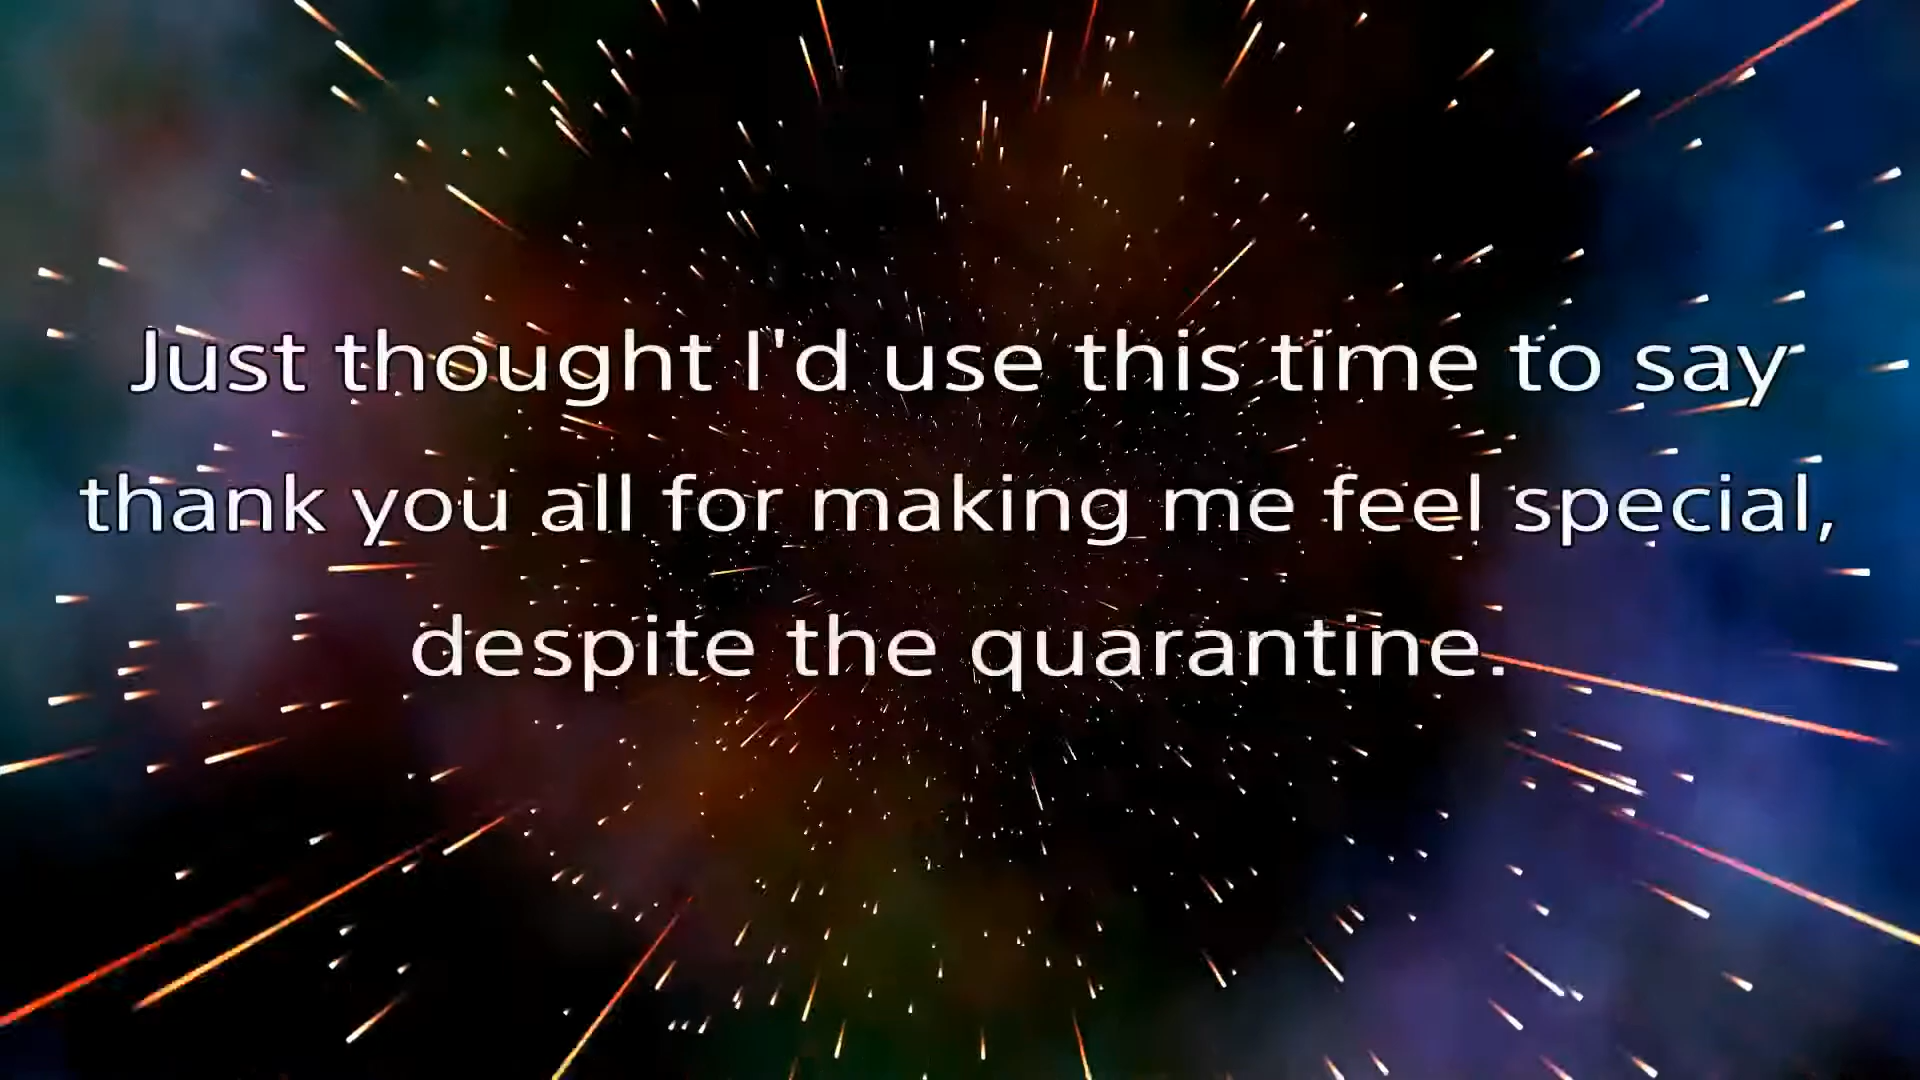 Just thought I'd use this time to say
thank you all for making me feel special,
despite the quarantine.